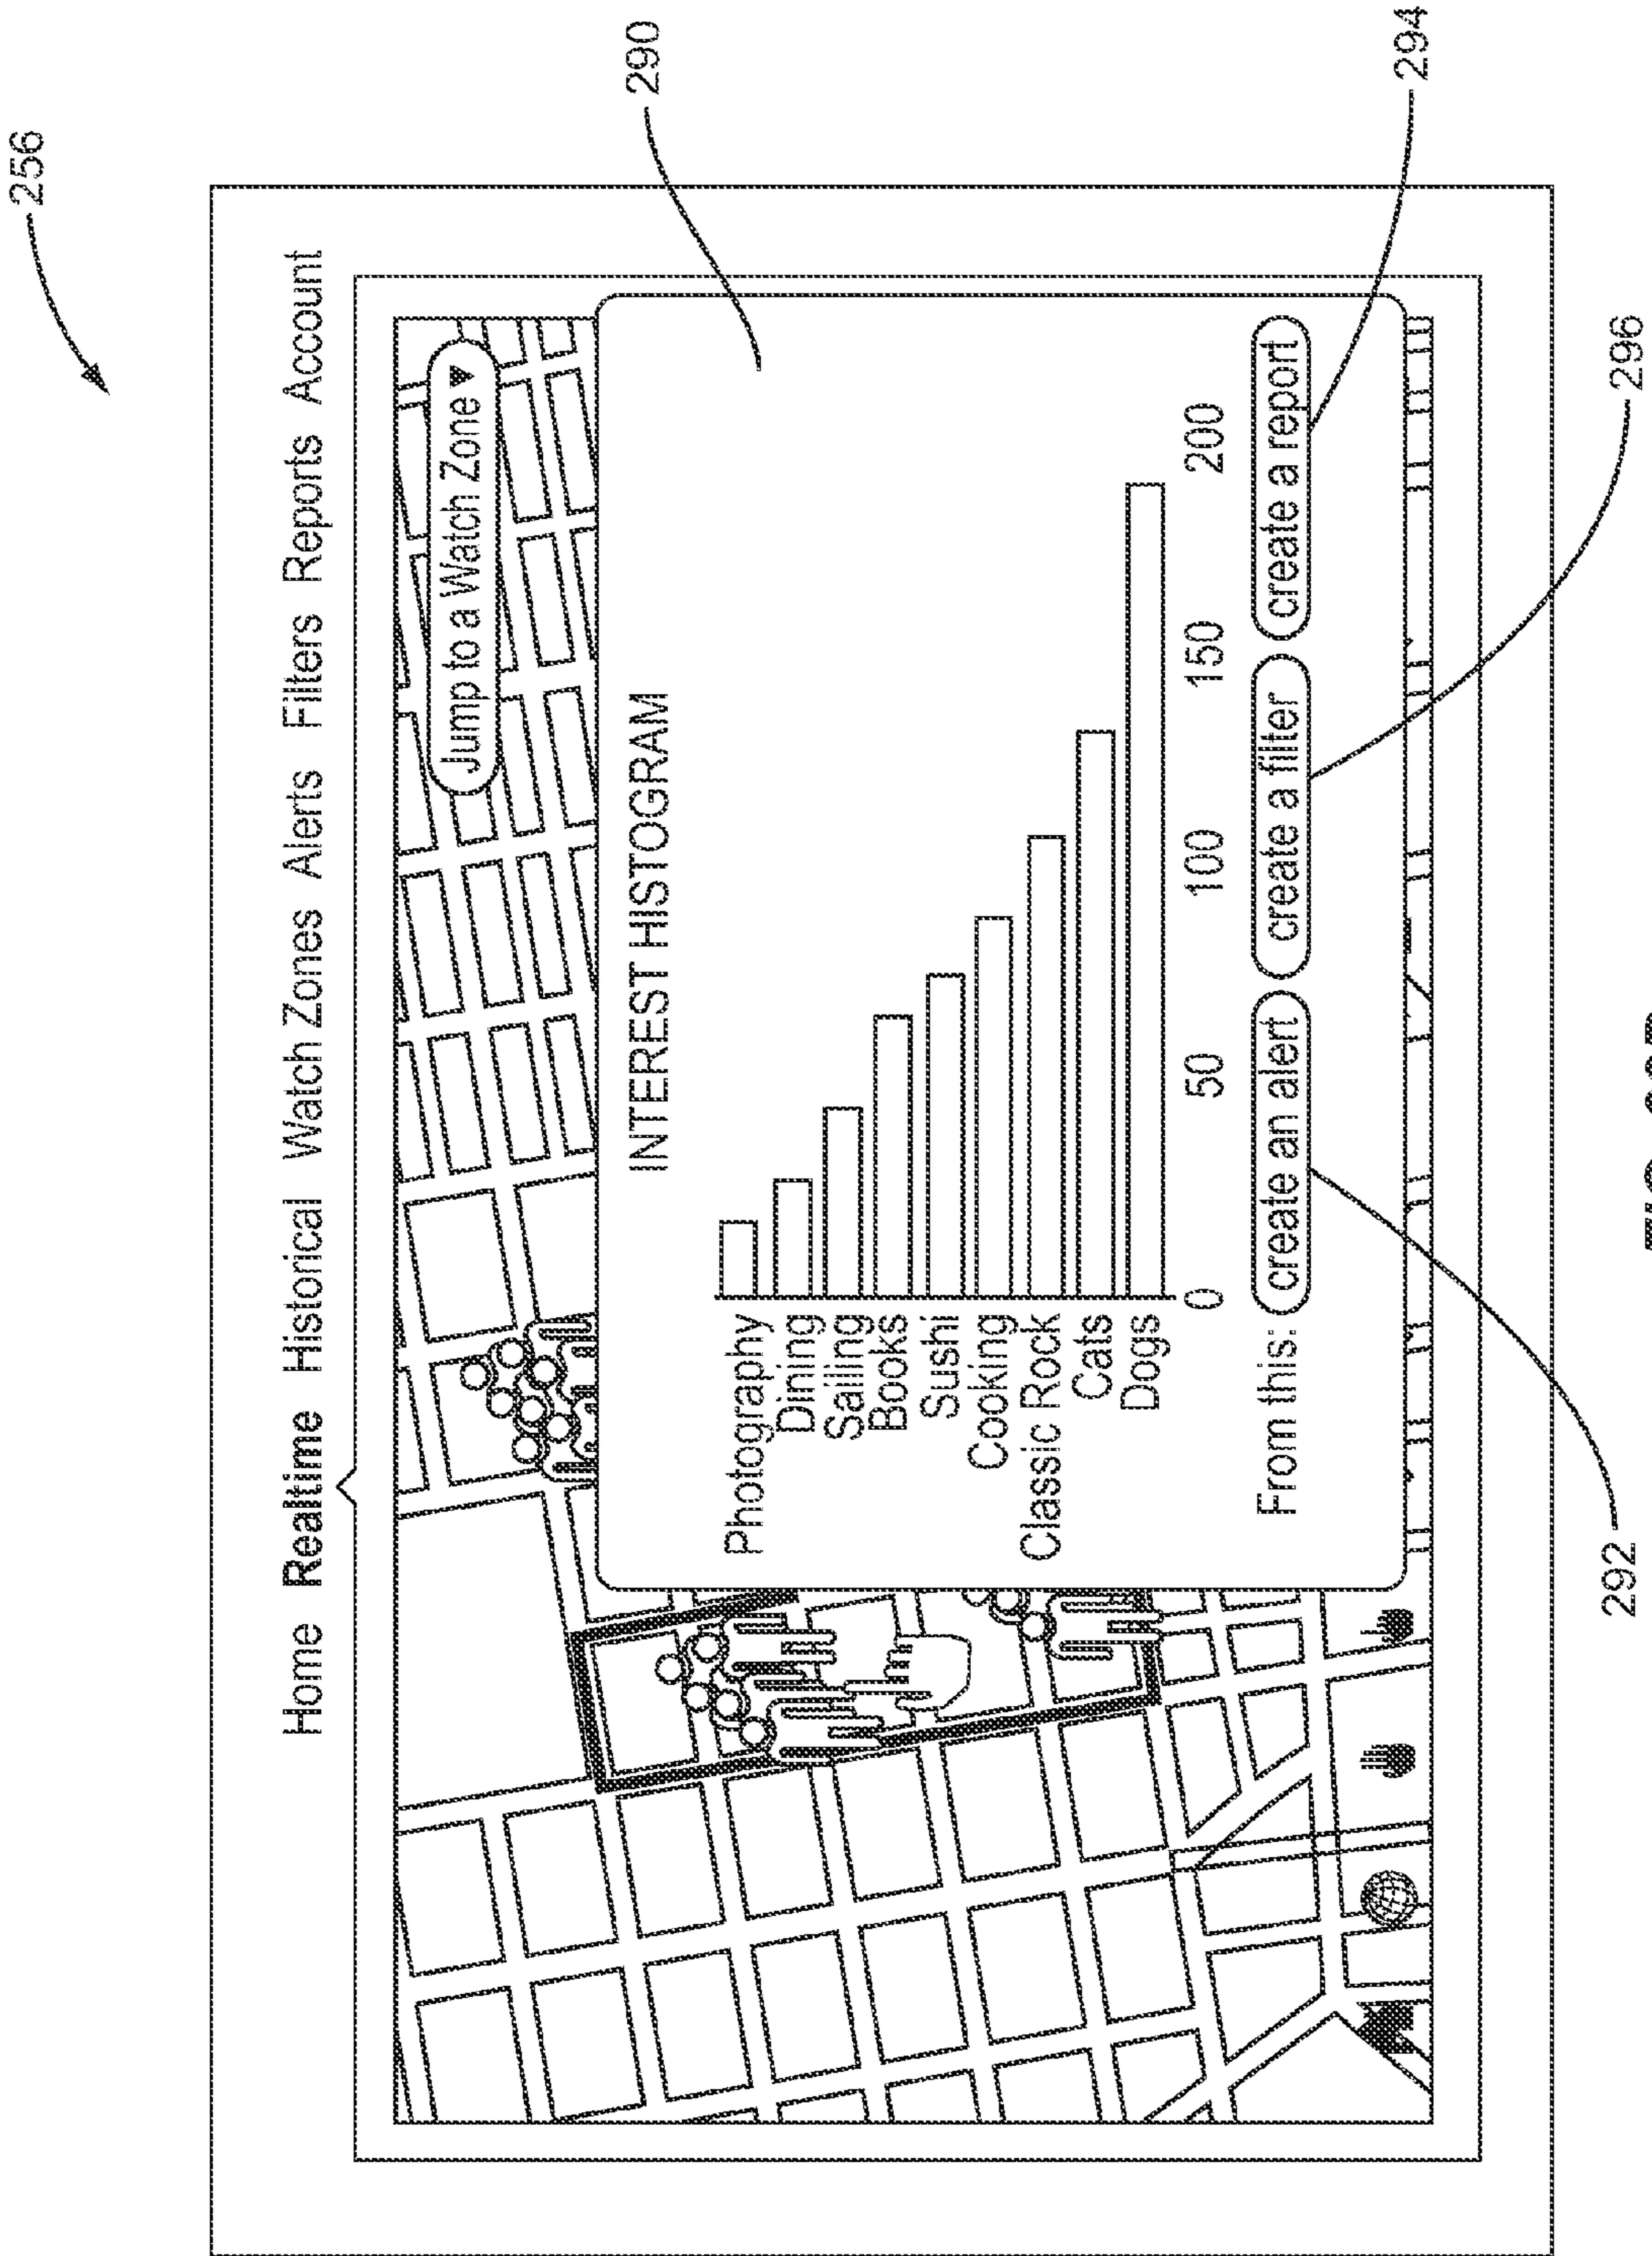 256
Home Realtime Historical Watch Zones Alerts Filters Reports Account
Jump to a Watch Zone
INTEREST HISTOGRAM
290
Photography
Dining
Sailing
Books
Sushi
Cooking
Classic Rock
Cats
Dogs
0 50 100 150 200
From this: create an alert create a filter create a report
292
296
294